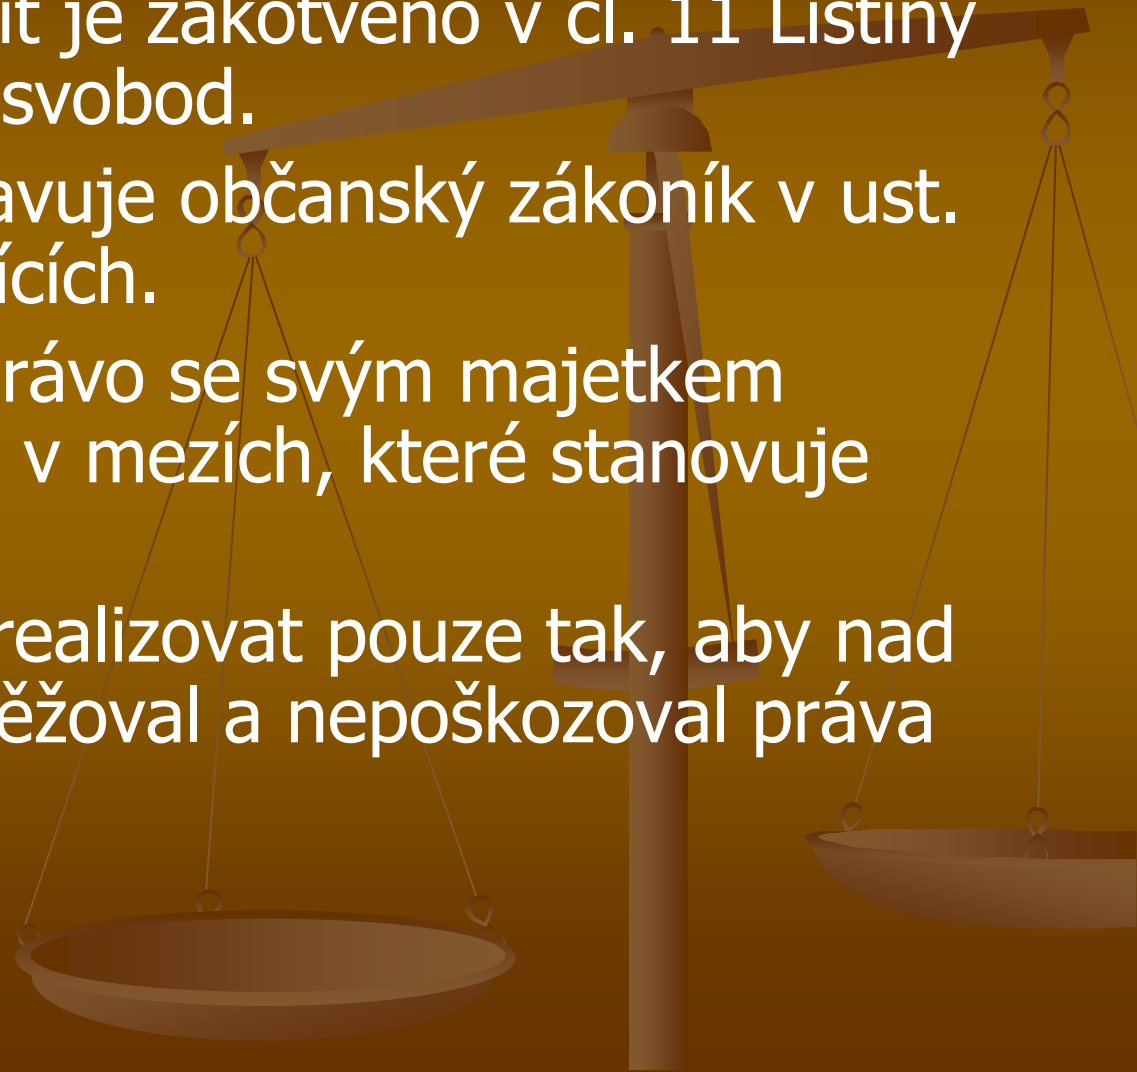 it je zakotveno v čl. 11 Listiny
svobod.
avuje občanský zákoník v ust.
ících.
rávo se svým majetkem
v mezích, které stanovuje
realizovat pouze tak, aby nad
ěžoval a nepoškozoval práva